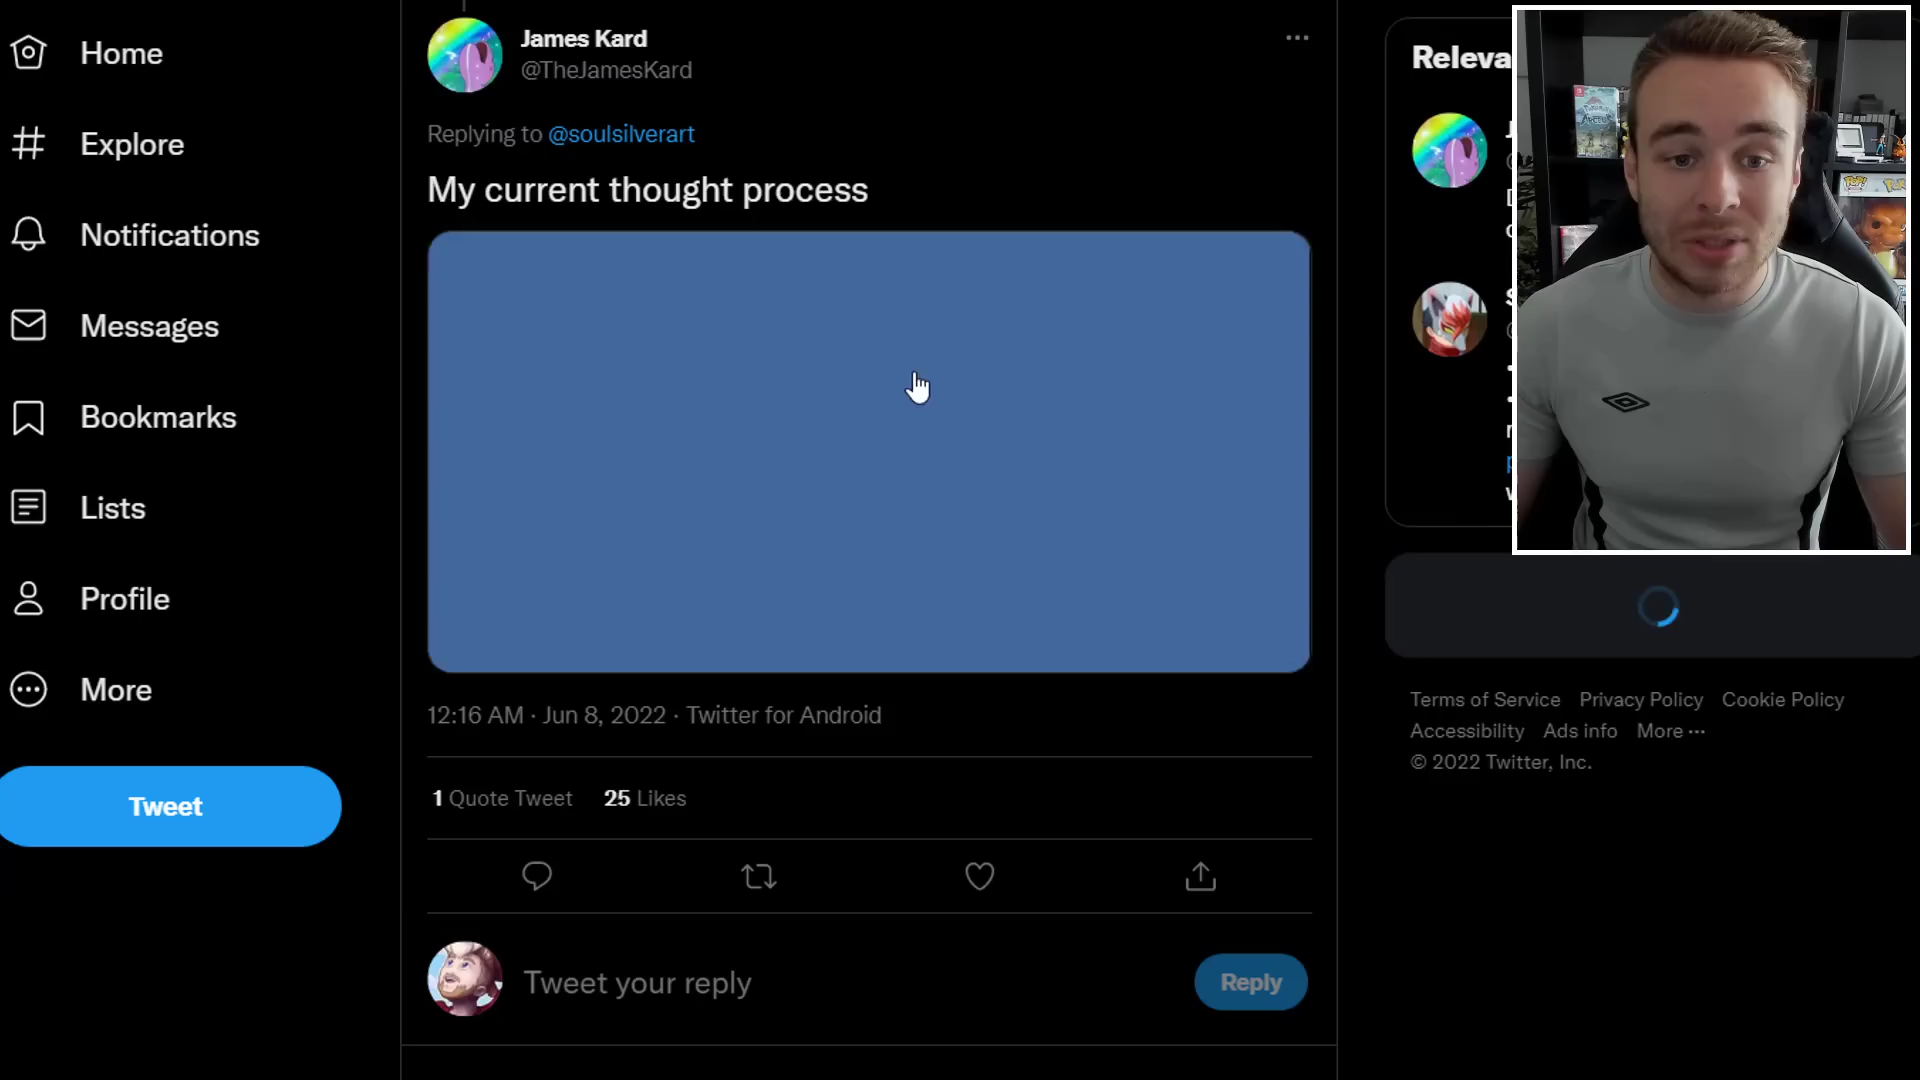 Home
Explore
Notifications
Messages
Bookmarks
Lists
Profile
More
Tweet
James Kard
@TheJamesKard
Replying to @soulsilverart
My current thought process
12:16 AM · Jun 8, 2022 · Twitter for Android
1 Quote Tweet 25 Likes
Tweet your reply
Reply
Releva
Terms of Service Privacy Policy Cookie Policy
Accessibility Ads info More ···
© 2022 Twitter, Inc.
POP!